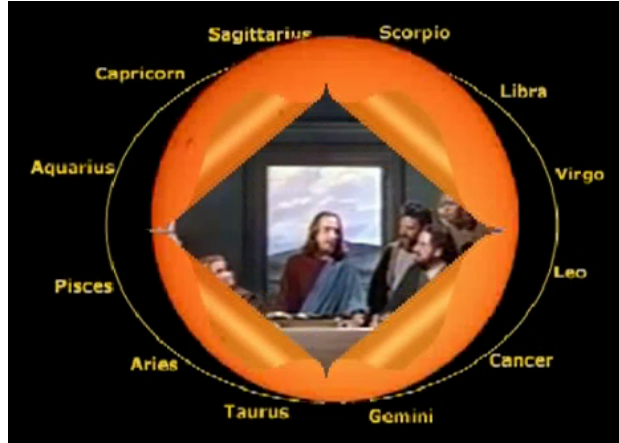 Sagittarius
Scorpio
Capricorn
Libra
Aquarius
Virgo
Pisces
Leo
Aries
Cancer
Taurus
Gemini